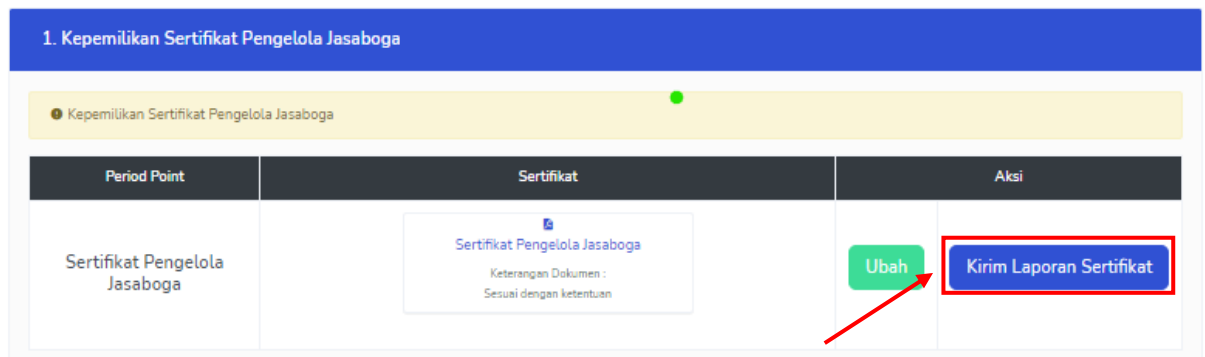 1. Kepemilikan Sertifikat Pengelola Jasaboga
Kepemilikan Sertifikat Pengelola Jasaboga
Period Point
Sertifikat
Aksi
Sertifikat Pengelola
Jasaboga
Sertifikat Pengelola Jasaboga
Keterangan Dokumen :
Sesuai dengan ketentuan
Ubah
Kirim Laporan Sertifikat